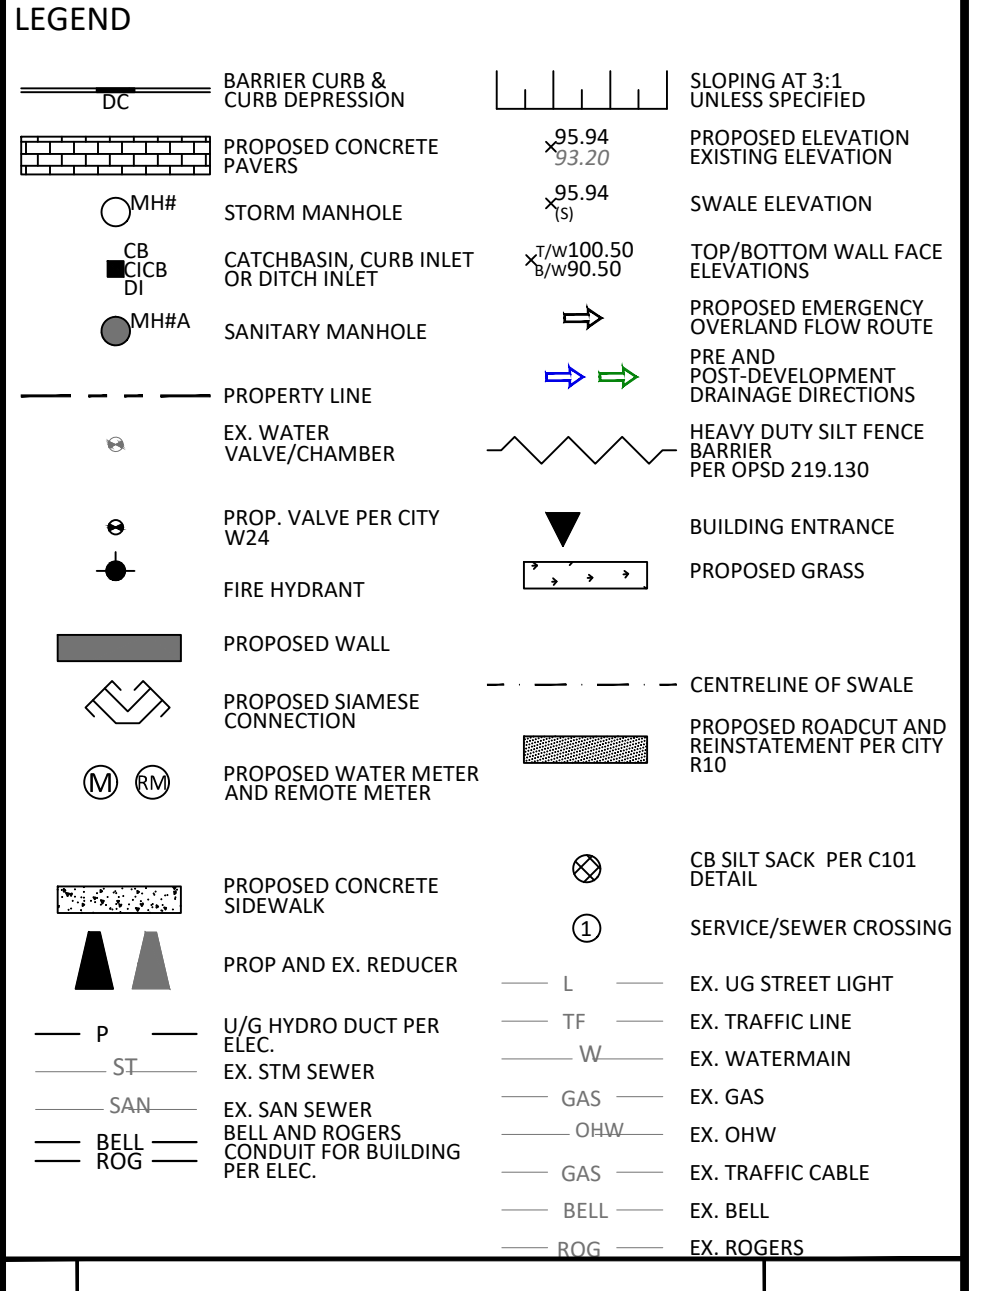 LEGEND
DC
BARRIER CURB &
CURB DEPRESSION
PROPOSED CONCRETE
PAVERS
MH#
STORM MANHOLE
CB
CICB
DI
CATCHBASIN, CURB INLET
OR DITCH INLET
MH#A
SANITARY MANHOLE
PROPERTY LINE
EX. WATER
VALVE/CHAMBER
PROP. VALVE PER CITY
W24
FIRE HYDRANT
PROPOSED WALL
PROPOSED SIAMESE
CONNECTION
M RM
PROPOSED WATER METER
AND REMOTE METER
PROPOSED CONCRETE
SIDEWALK
PROP AND EX. REDUCER
P
U/G HYDRO DUCT PER
ELEC.
ST
EX. STM SEWER
SAN
EX. SAN SEWER
BELL
ROG
BELL AND ROGERS
CONDUIT FOR BUILDING
PER ELEC.
SLOPING AT 3:1
UNLESS SPECIFIED
95.94
93.20
PROPOSED ELEVATION
EXISTING ELEVATION
95.94
(S)
SWALE ELEVATION
T/W100.50
B/W90.50
TOP/BOTTOM WALL FACE
ELEVATIONS
PROPOSED EMERGENCY
OVERLAND FLOW ROUTE
PRE AND
POST-DEVELOPMENT
DRAINAGE DIRECTIONS
HEAVY DUTY SILT FENCE
BARRIER
PER OPSD 219.130
BUILDING ENTRANCE
PROPOSED GRASS
CENTRELINE OF SWALE
PROPOSED ROADCUT AND
REINSTATEMENT PER CITY
R10
CB SILT SACK PER C101
DETAIL
1
SERVICE/SEWER CROSSING
L
EX. UG STREET LIGHT
TF
EX. TRAFFIC LINE
W
EX. WATERMAIN
GAS
EX. GAS
OHW
EX. OHW
GAS
EX. TRAFFIC CABLE
BELL
EX. BELL
ROG
EX. ROGERS